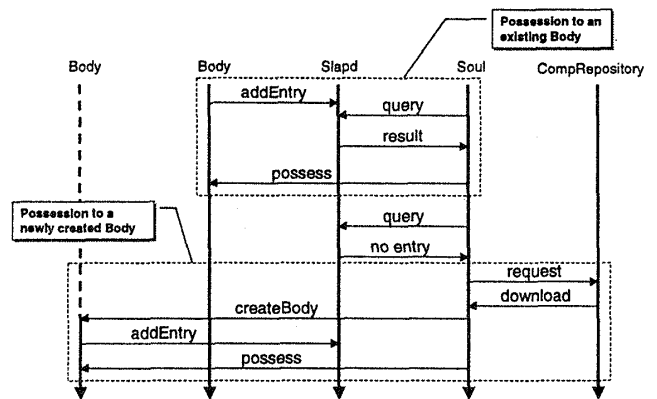 Possession to an
existing Body
Body
Body
Slapd
Soul
CompRepository
addEntry
query
result
possess
Possession to a
newly created Body
query
no entry
request
download
createBody
addEntry
possess